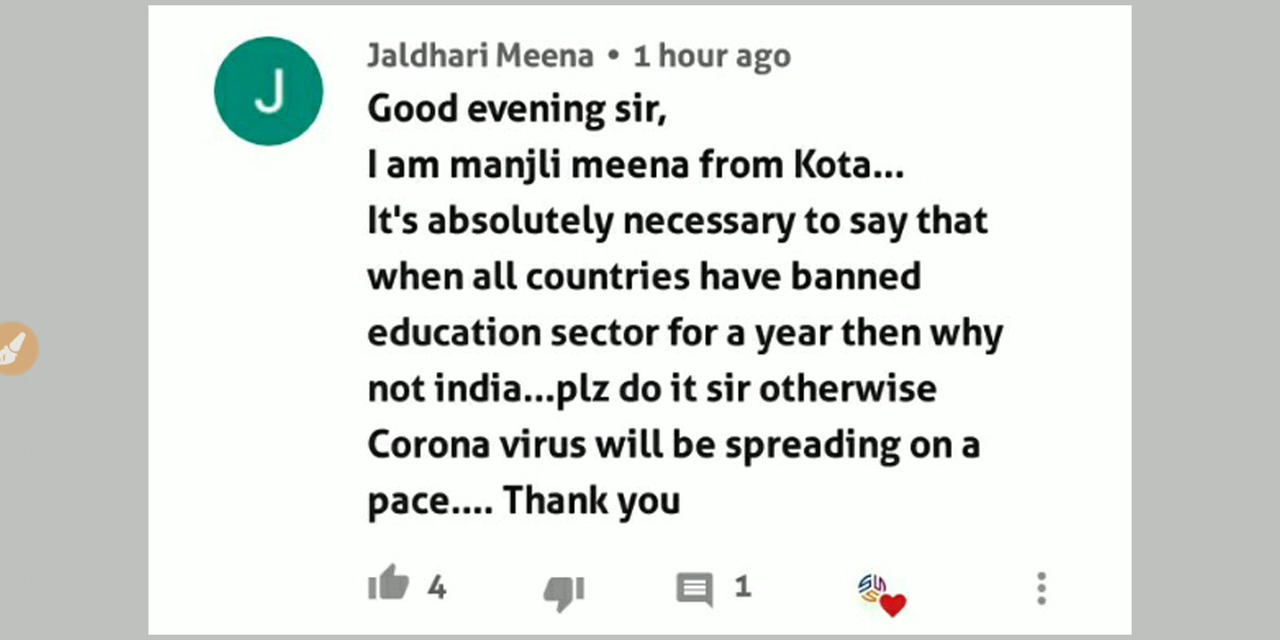 J
Jaldhari Meena • 1 hour ago
Good evening sir,
I am manjli meena from Kota...
It's absolutely necessary to say that
when all countries have banned
education sector for a year then why
not india...plz do it sir otherwise
Corona virus will be spreading on a
pace.... Thank you
4 1